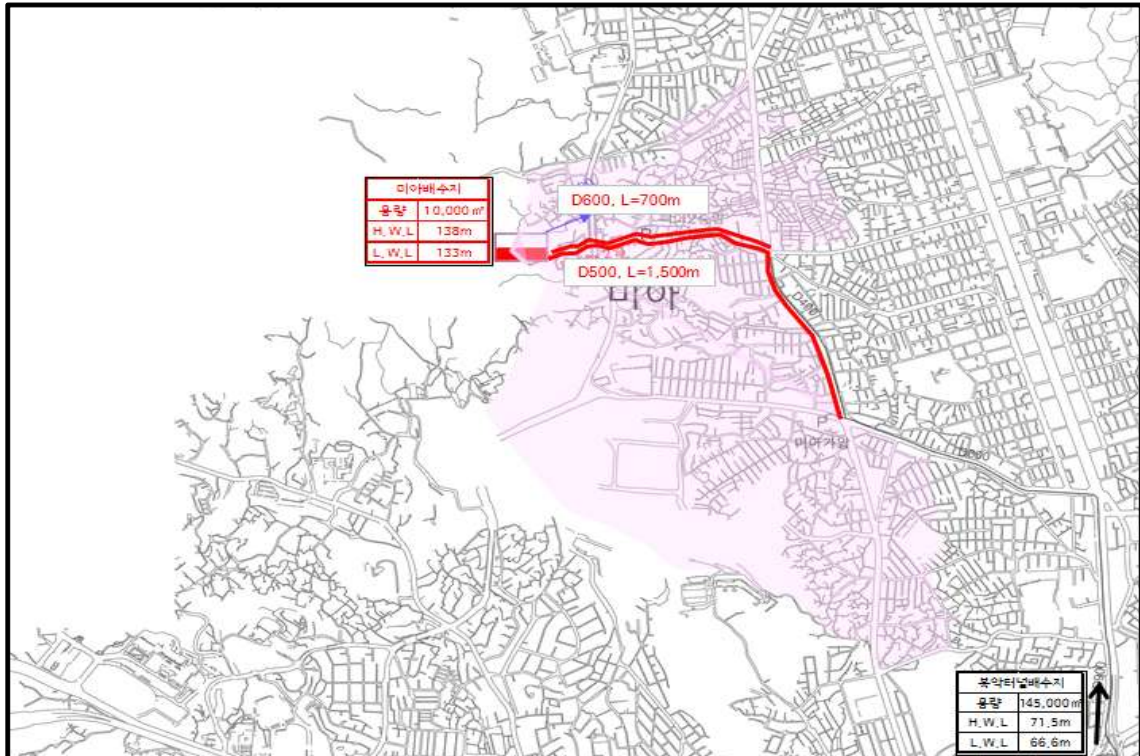 미아배수지
용량 10,000㎥
H.W.L 138m
L.W.L 133m
D600, L=700m
D500, L=1,500m
미아
D400
P
미아가압
북악터널배수지
용량 145,000㎥
H.W.L 71.5m
L.W.L 66.6m